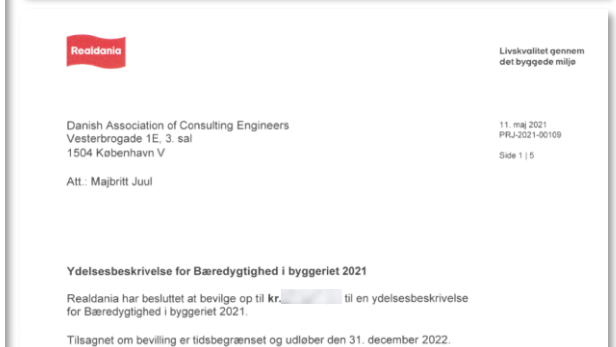 Realdania
Livskvalitet gennem
det byggede miljø
Danish Association of Consulting Engineers
Vesterbrogade 1E, 3. sal
1504 København V
Att.: Majbritt Juul
11. maj 2021
PRJ-2021-00109
Side 1 | 5
Ydelsesbeskrivelse for Bæredygtighed i byggeriet 2021
Realdania har besluttet at bevilge op til kr. til en ydelsesbeskrivelse
for Bæredygtighed i byggeriet 2021.
Tilsagnet om bevilling er tidsbegrænset og udløber den 31. december 2022.